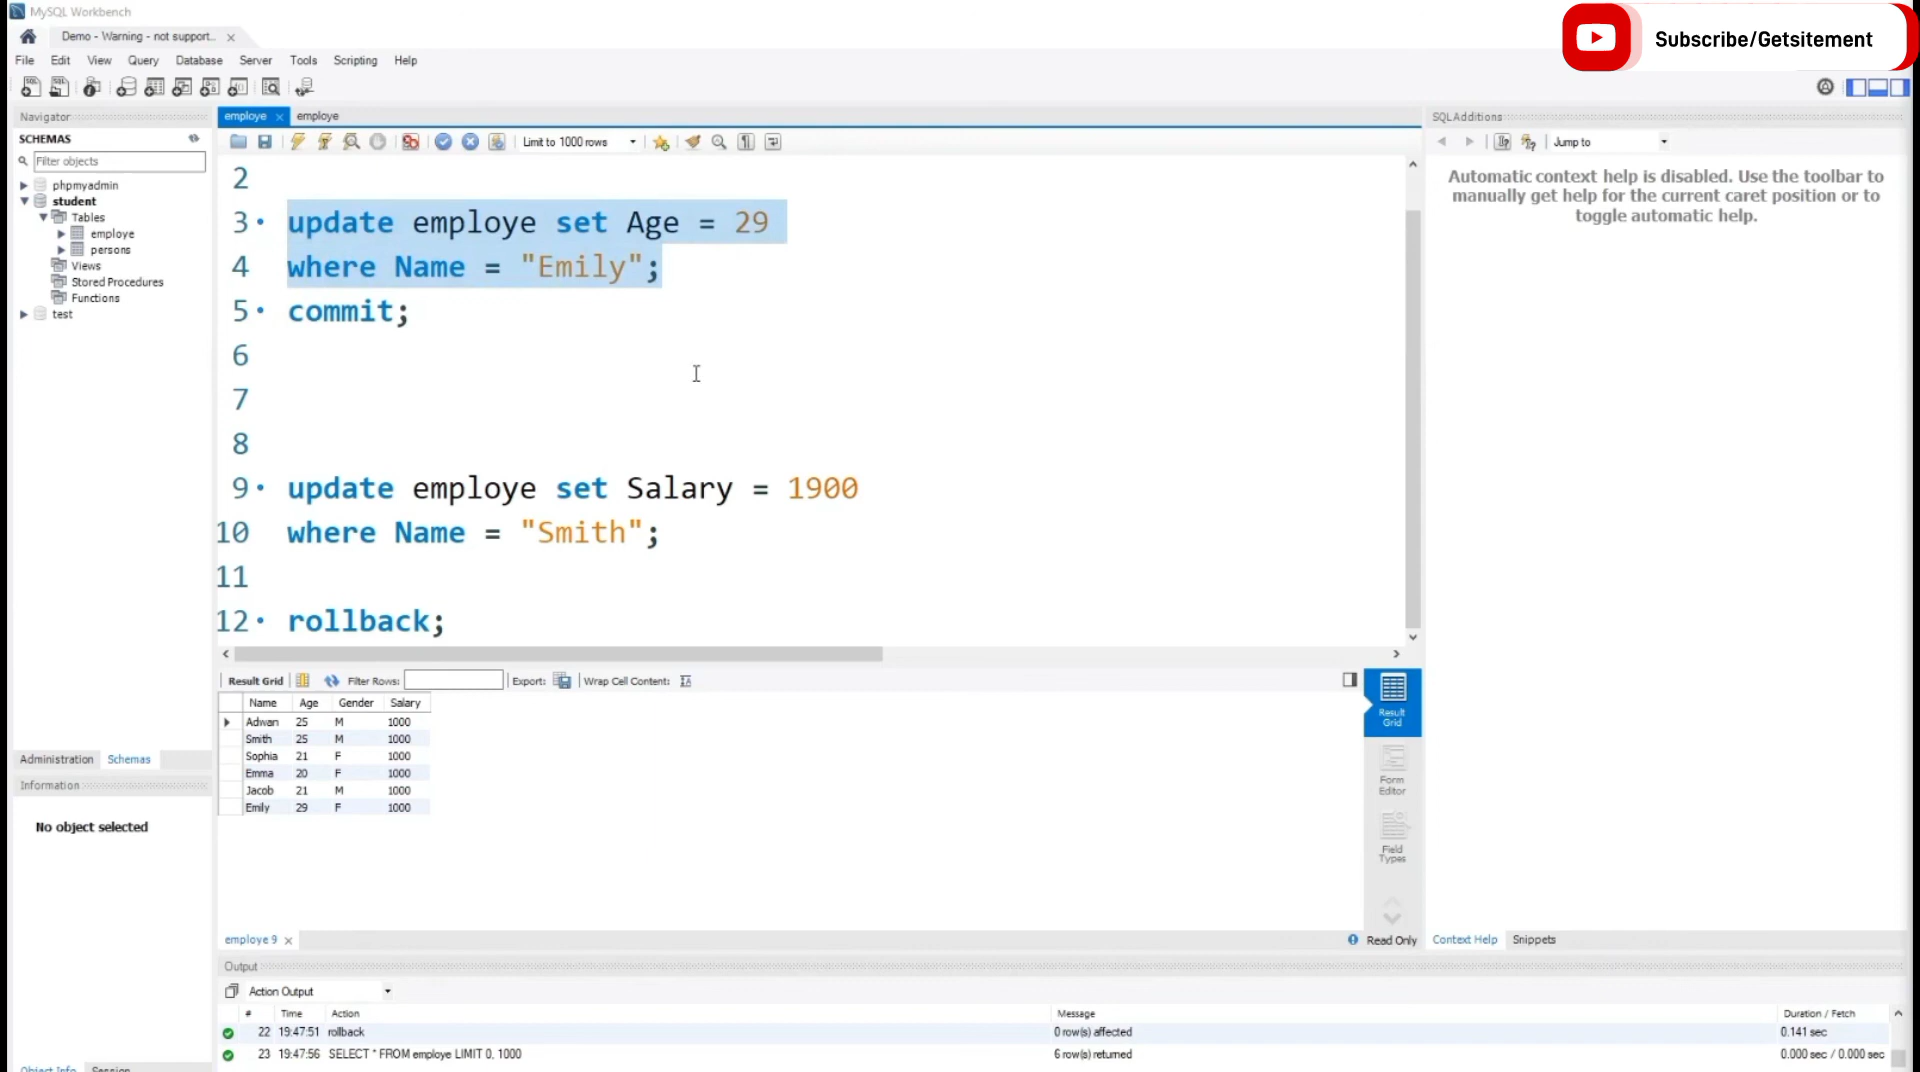 MySQL Workbench
Demo - Warning - not support...
Subscribe/Getsitement
File Edit View Query Database Server Tools Scripting Help
Navigator
SCHEMAS
Filter objects
phpmyadmin
student
Tables
employe
persons
Views
Stored Procedures
Functions
test
Administration Schemas
Information
No object selected
Object Info Session
employe employe
Limit to 1000 rows
2
3 update employe set Age = 29
4 where Name = "Emily";
5 commit;
6
7
8
9 update employe set Salary = 1900
10 where Name = "Smith";
11
12 rollback;
Result Grid Filter Rows: Export: Wrap Cell Content:
Name Age Gender Salary
Adwan 25 M 1000
Smith 25 M 1000
Sophia 21 F 1000
Emma 20 F 1000
Jacob 21 M 1000
Emily 29 F 1000
Result
Grid
Form
Editor
Field
Types
employe 9
Read Only
SQLAdditions
Jump to
Automatic context help is disabled. Use the toolbar to
manually get help for the current caret position or to
toggle automatic help.
Context Help Snippets
Output
Action Output
# Time Action Message Duration / Fetch
22 19:47:51 rollback 0 row(s) affected 0.141 sec
23 19:47:56 SELECT * FROM employe LIMIT 0, 1000 6 row(s) returned 0.000 sec / 0.000 sec